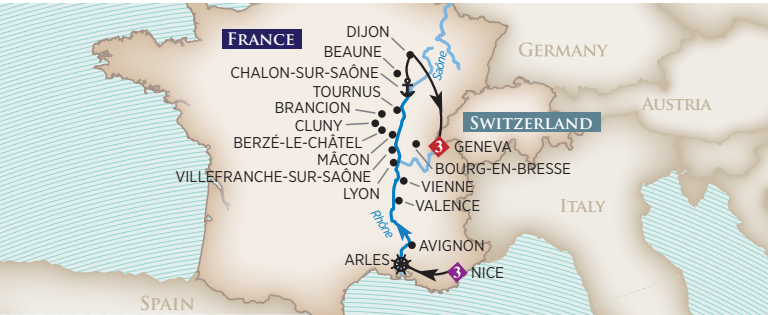 DIJON
FRANCE
BEAUNE
GERMANY
CHALON-SUR-SAÔNE
Saône
TOURNUS
BRANCION
AUSTRIA
CLUNY
SWITZERLAND
BERZÉ-LE-CHÂTEL
3 GENEVA
MÂCON
BOURG-EN-BRESSE
VILLEFRANCHE-SUR-SAÔNE
VIENNE
LYON
VALENCE
ITALY
Rhône
AVIGNON
ARLES
3 NICE
SPAIN